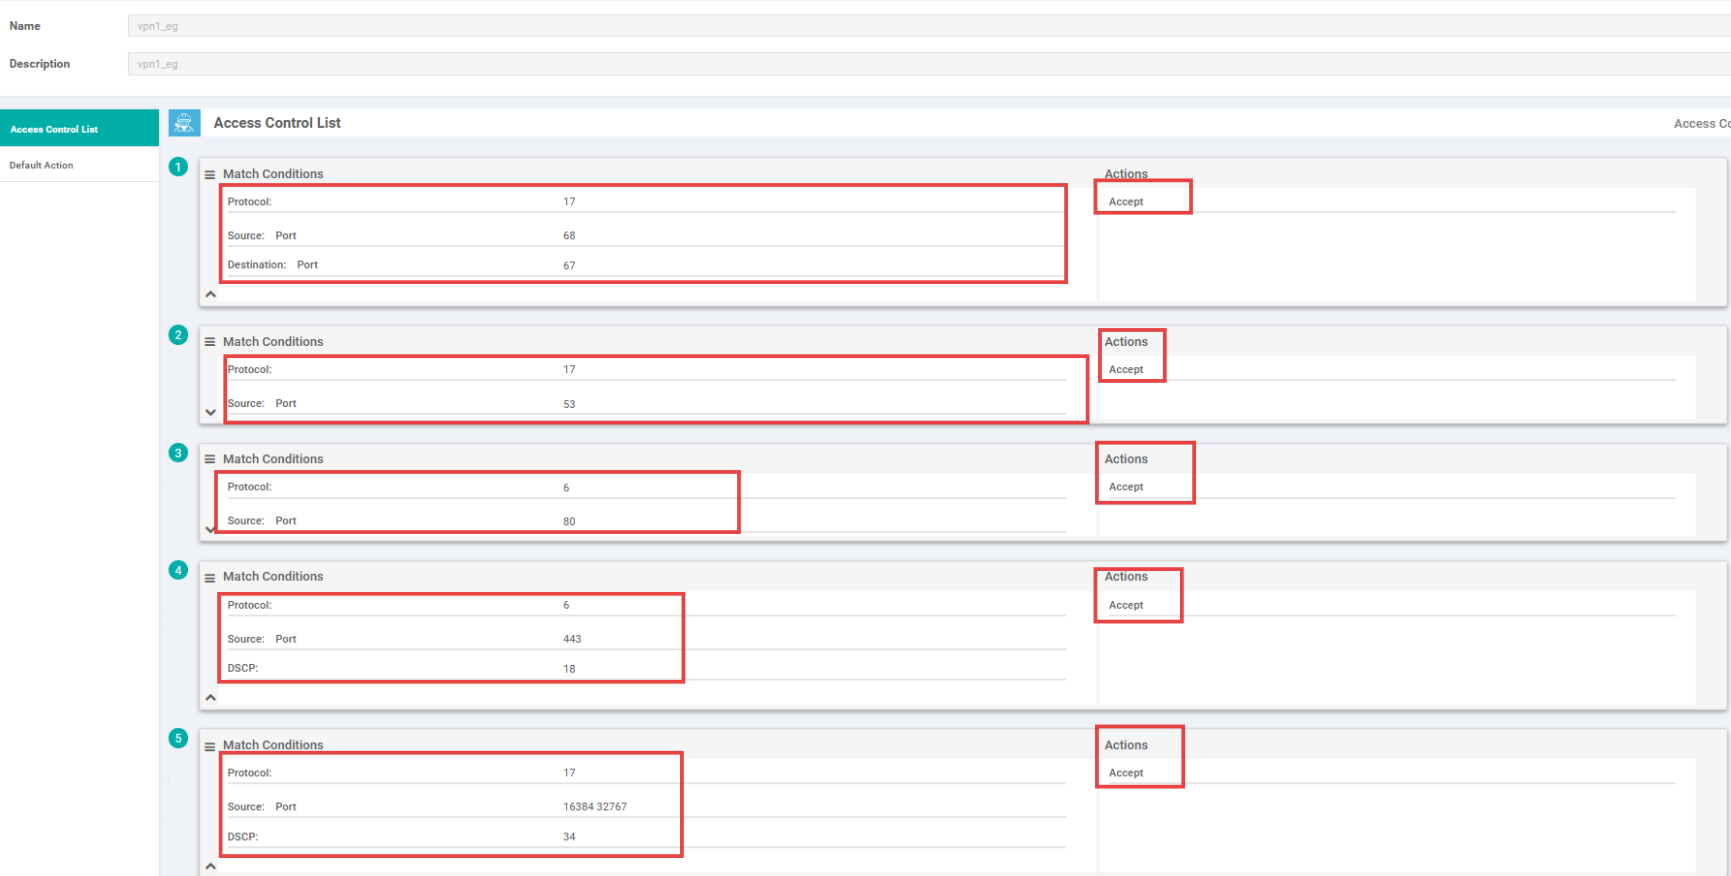 Name vpn1_eg
Description vpn1_eg
Access Control List
Default Action
Access Control List Access Co
1
Match Conditions Actions
Protocol: 17 Accept
Source: Port 68
Destination: Port 67
2
Match Conditions Actions
Protocol: 17 Accept
Source: Port 53
3
Match Conditions Actions
Protocol: 6 Accept
Source: Port 80
4
Match Conditions Actions
Protocol: 6 Accept
Source: Port 443
DSCP: 18
5
Match Conditions Actions
Protocol: 17 Accept
Source: Port 16384 32767
DSCP: 34